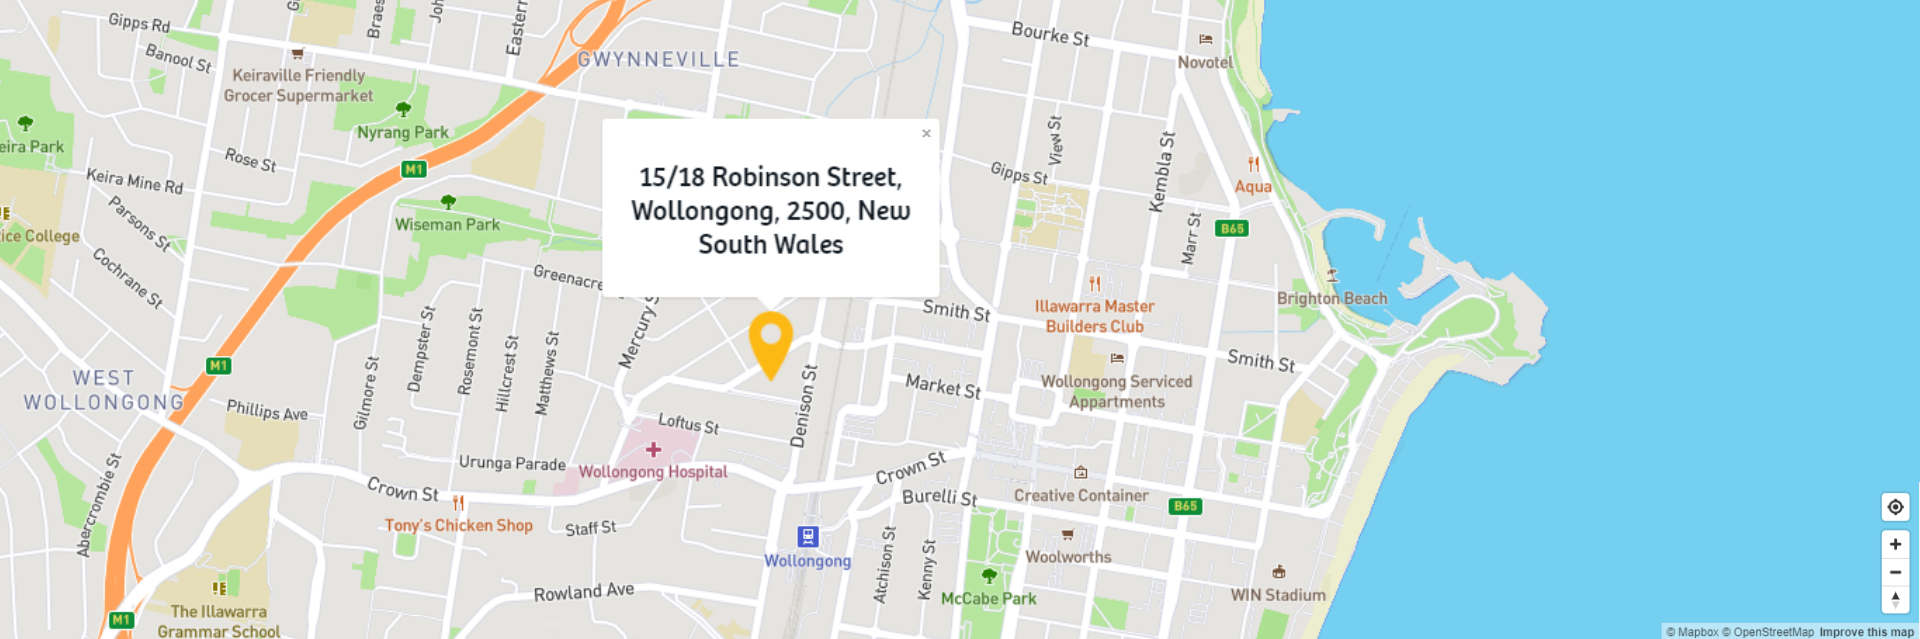 Gipps Rd
Banool St
Keiraville Friendly
Grocer Supermarket
GWYNNEVILLE
Bourke St
Novotel
Nyrang Park
eira Park
View St
Kembla St
Rose St
M1
Keira Mine Rd
Gipps St
Aqua
15/18 Robinson Street,
Wollongong, 2500, New
South Wales
×
Parsons St
Wiseman Park
ice College
B65
Marr St
Cochrane St
Greenacre
Brighton Beach
Illawarra Master
Builders Club
Smith St
Mercury S
Dempster St
Rosemont St
Hillcrest St
Matthews St
M1
Smith St
WEST
WOLLONGONG
Gilmore St
Denison St
Market St
Wollongong Serviced
Appartments
Phillips Ave
Loftus St
Urunga Parade
Wollongong Hospital
Crown St
Crown St
Burelli St
Creative Container
B65
Abercrombie St
Tony's Chicken Shop
Staff St
Wollongong
Atchison St
Kenny St
Woolworths
McCabe Park
Rowland Ave
WIN Stadium
The Illawarra
Grammar School
M1
Eastern
Braes
Joh
G
+
−
© Mapbox © OpenStreetMap Improve this map